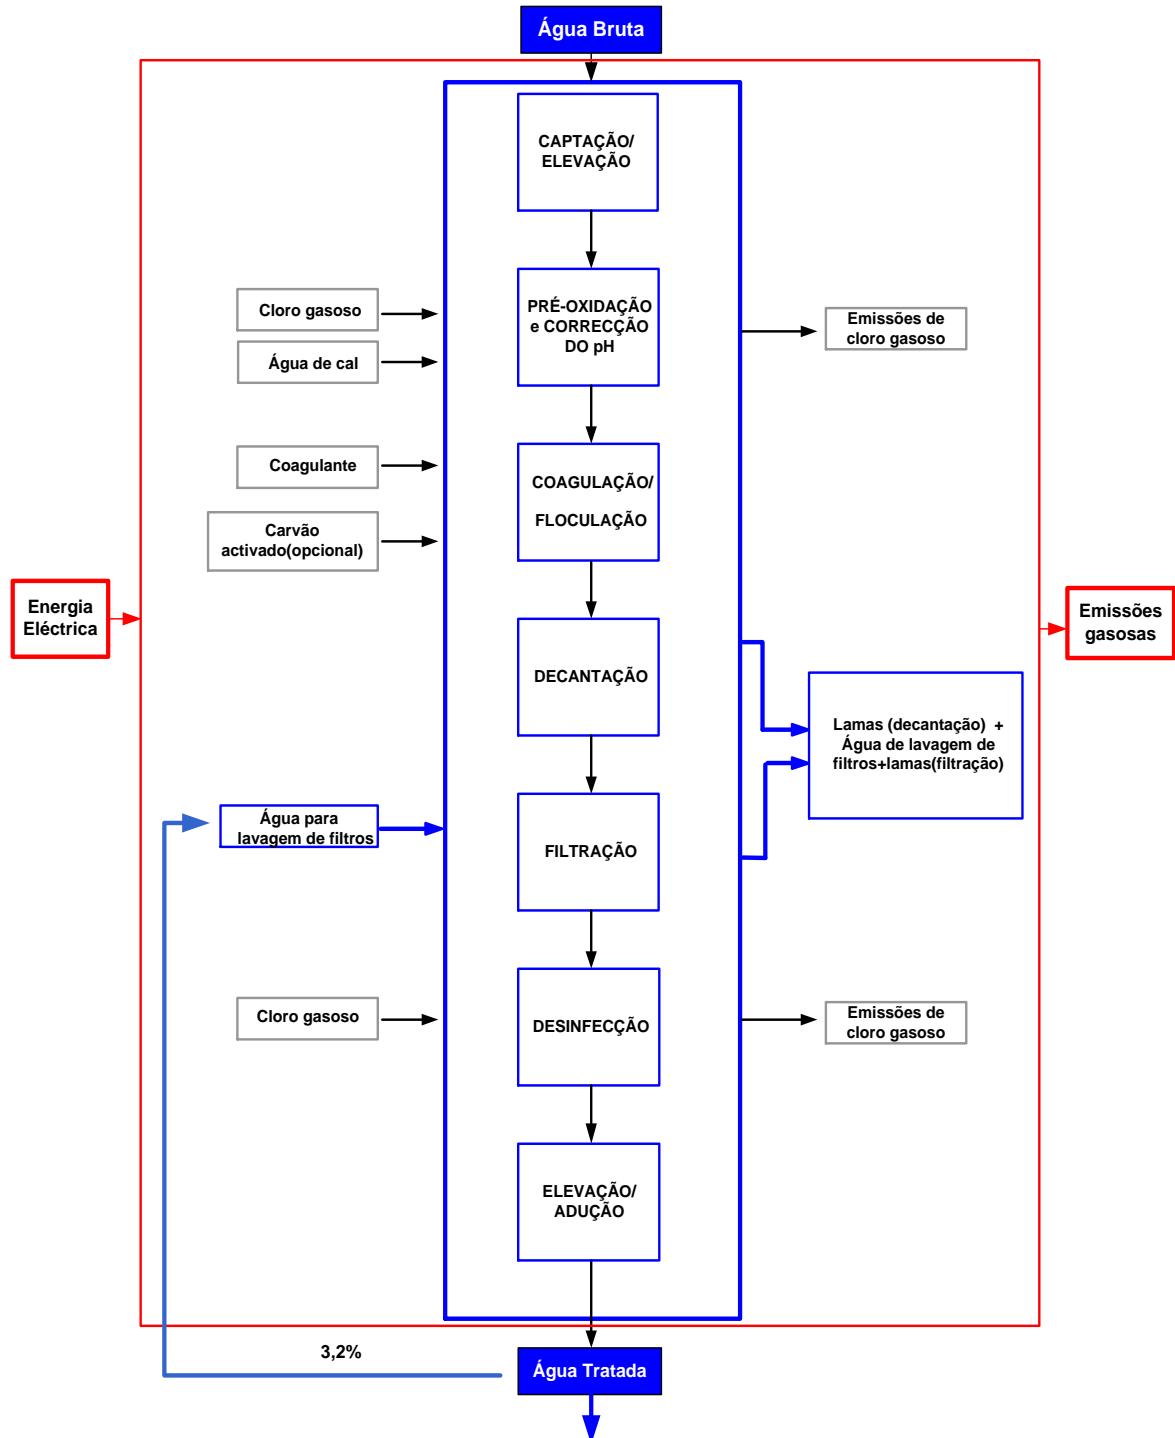 Água Bruta
CAPTAÇÃO/
ELEVAÇÃO
Cloro gasoso
Água de cal
PRÉ-OXIDAÇÃO
e CORRECÇÃO
DO pH
Emissões de
cloro gasoso
Coagulante
Carvão
activado(opcional)
COAGULAÇÃO/
FLOCULAÇÃO
Energia
Eléctrica
Emissões
gasosas
DECANTAÇÃO
Lamas (decantação) +
Água de lavagem de
filtros+lamas(filtração)
Água para
lavagem de filtros
FILTRAÇÃO
Cloro gasoso
DESINFECÇÃO
Emissões de
cloro gasoso
ELEVAÇÃO/
ADUÇÃO
3,2%
Água Tratada